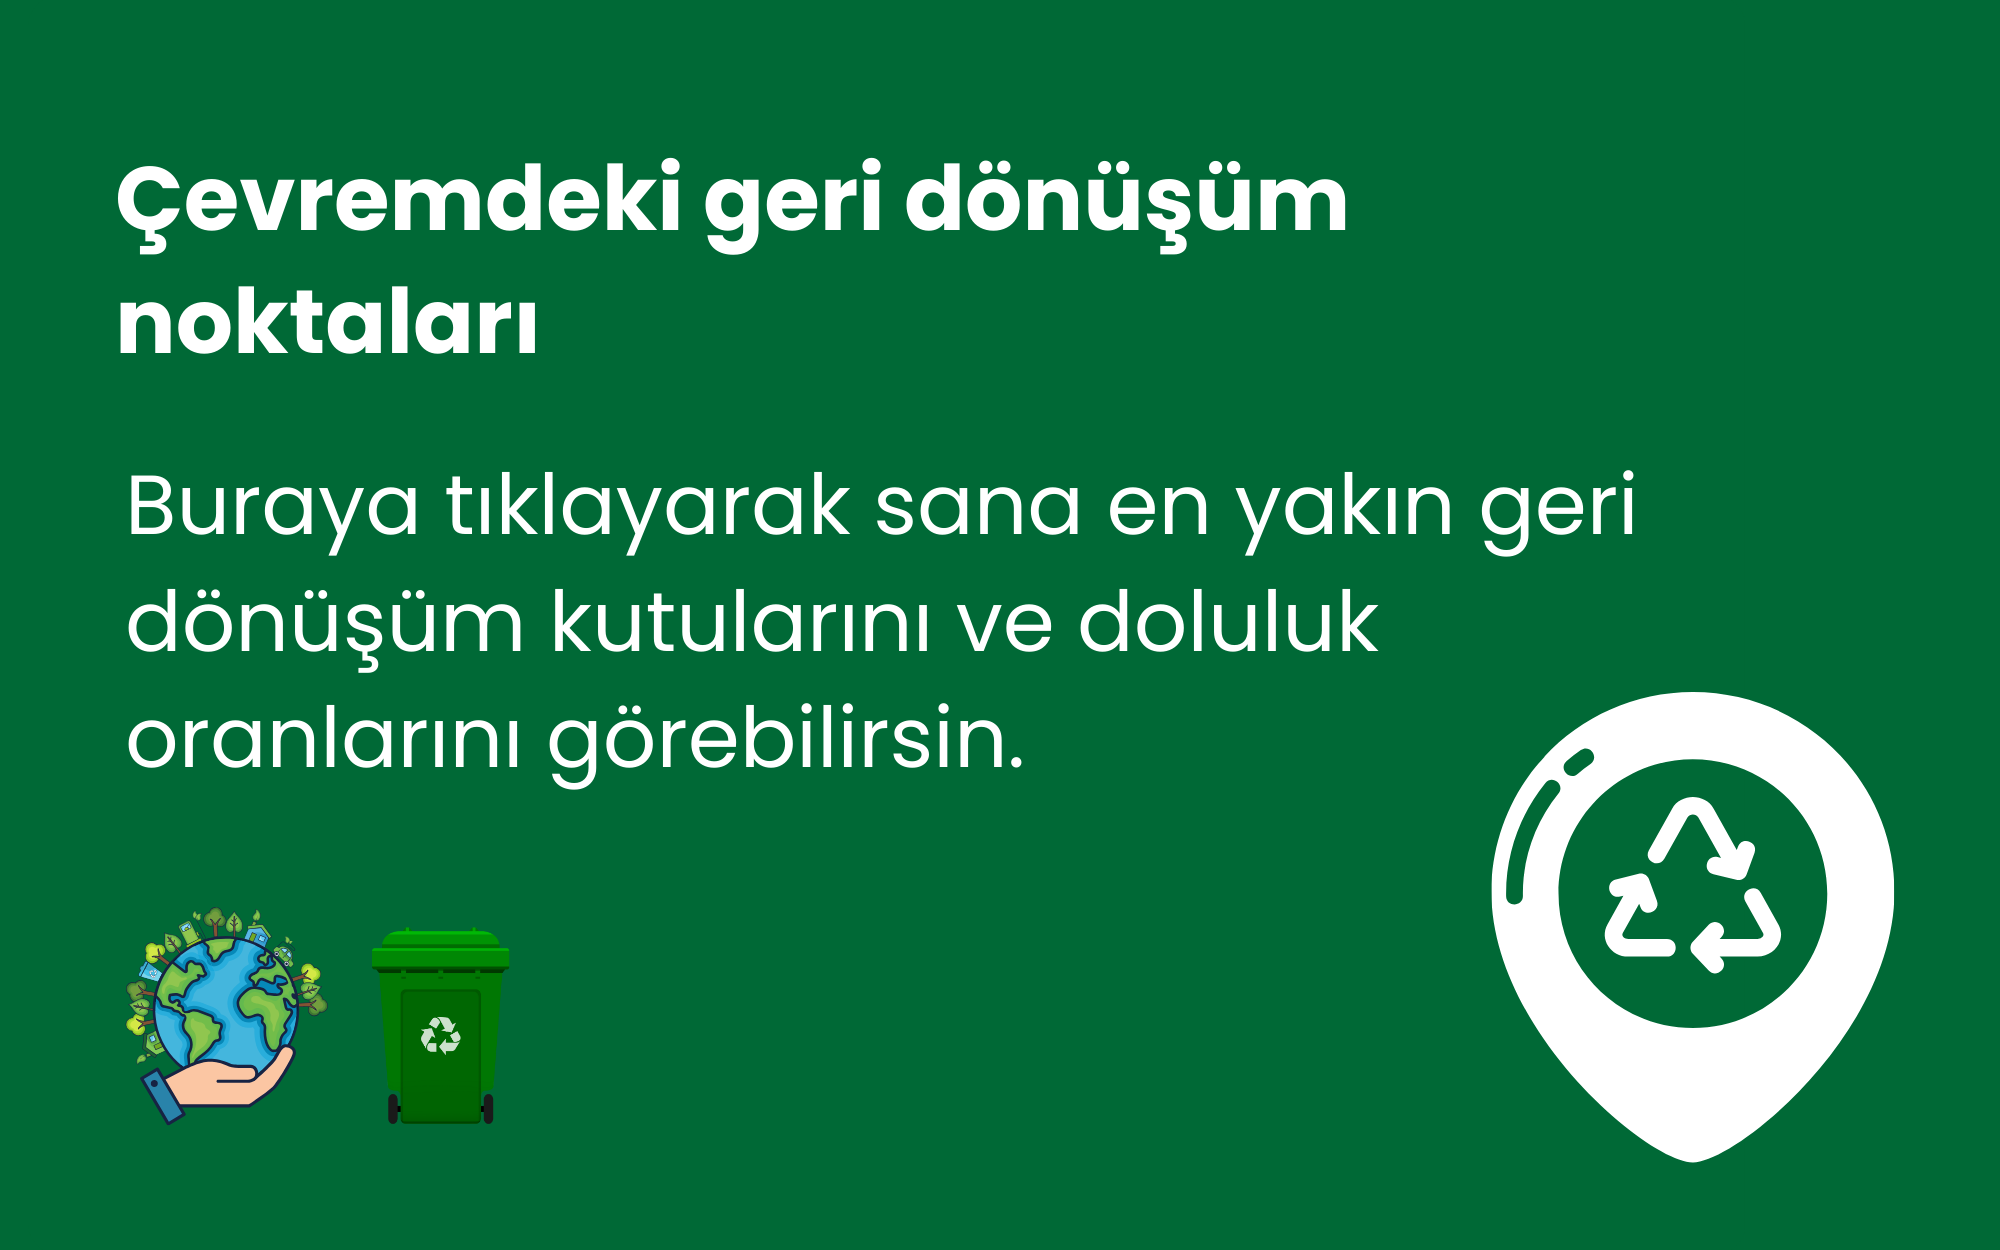 Çevremdeki geri dönüşüm
noktaları
Buraya tıklayarak sana en yakın geri
dönüşüm kutularını ve doluluk
oranlarını görebilirsin.